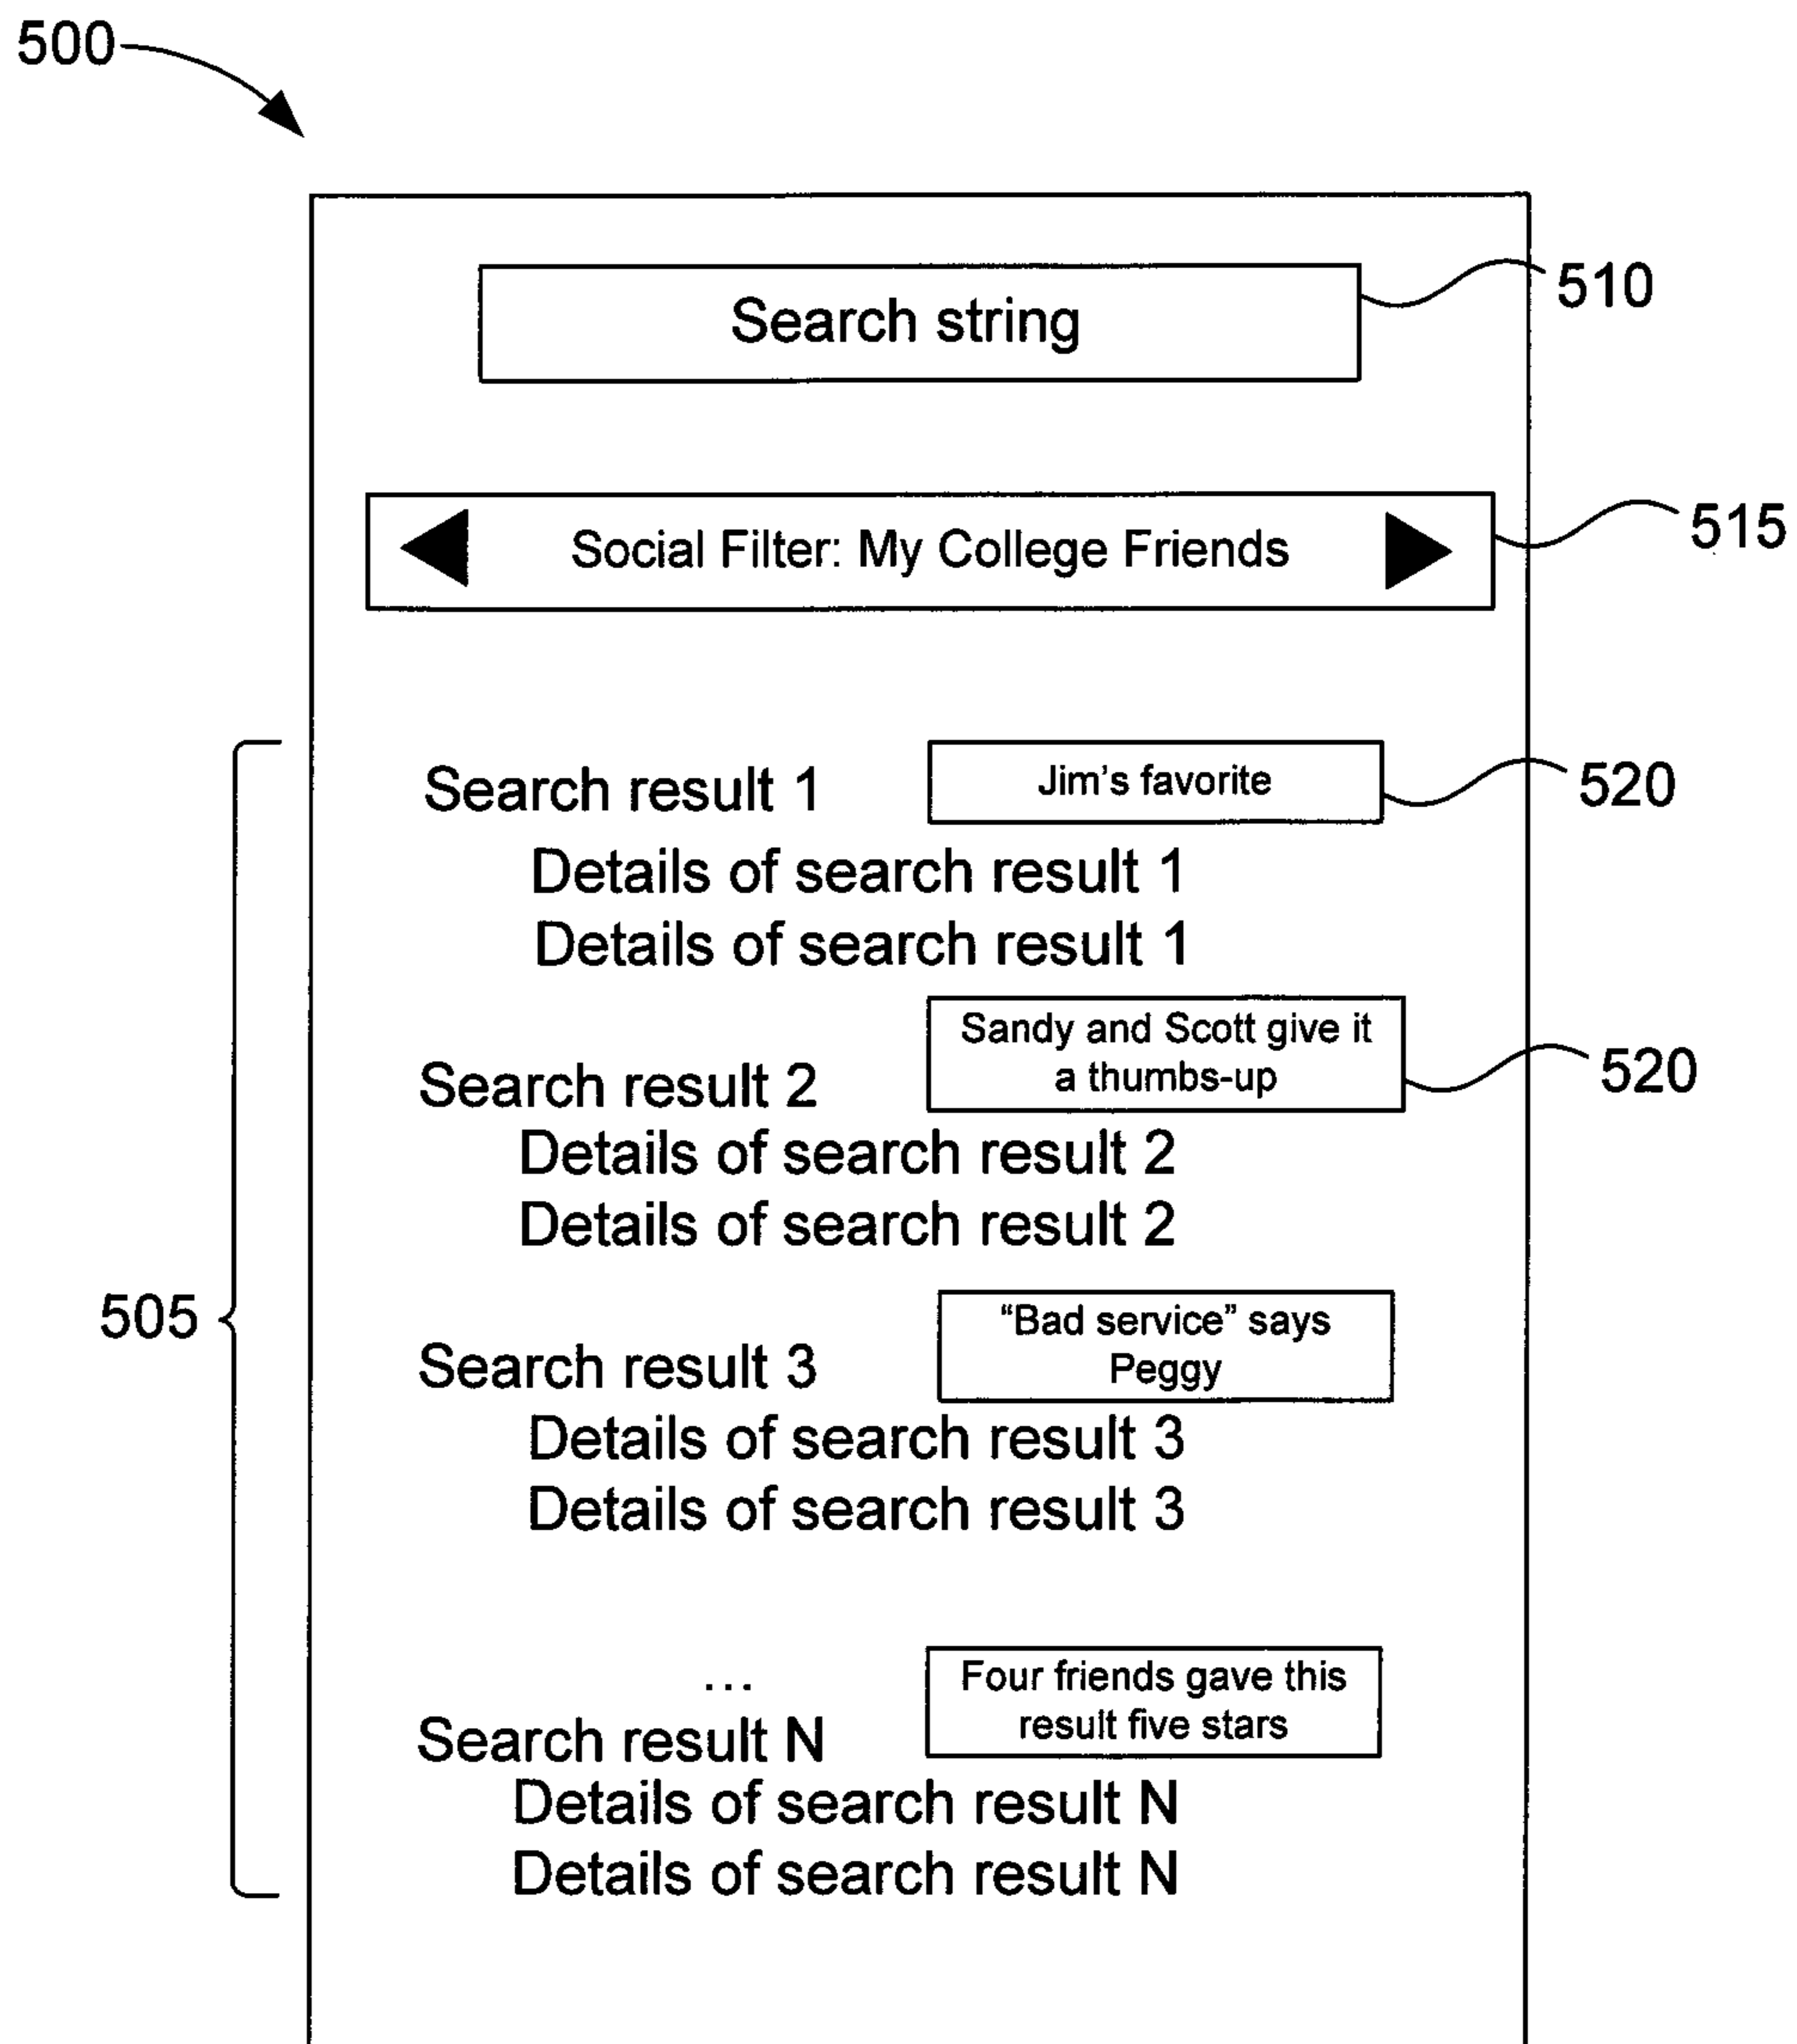 500
Search string
510
Social Filter: My College Friends
515
Search result 1
Jim's favorite
520
Details of search result 1
Details of search result 1
Sandy and Scott give it
a thumbs-up
520
Search result 2
Details of search result 2
Details of search result 2
505
“Bad service” says
Peggy
Search result 3
Details of search result 3
Details of search result 3
...
Four friends gave this
result five stars
Search result N
Details of search result N
Details of search result N